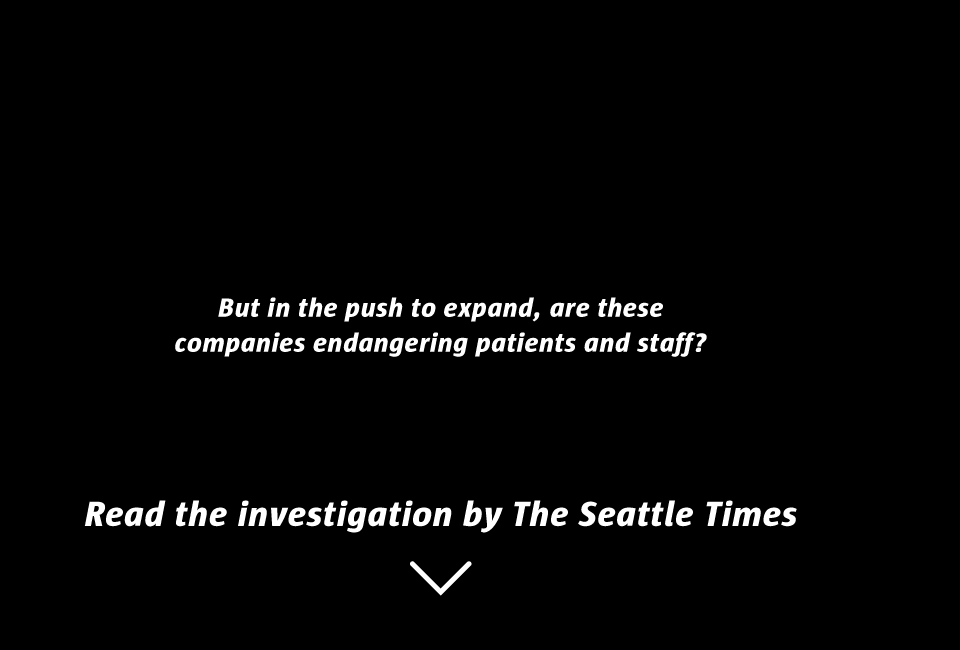 But in the push to expand, are these
companies endangering patients and staff?
Read the investigation by The Seattle Times